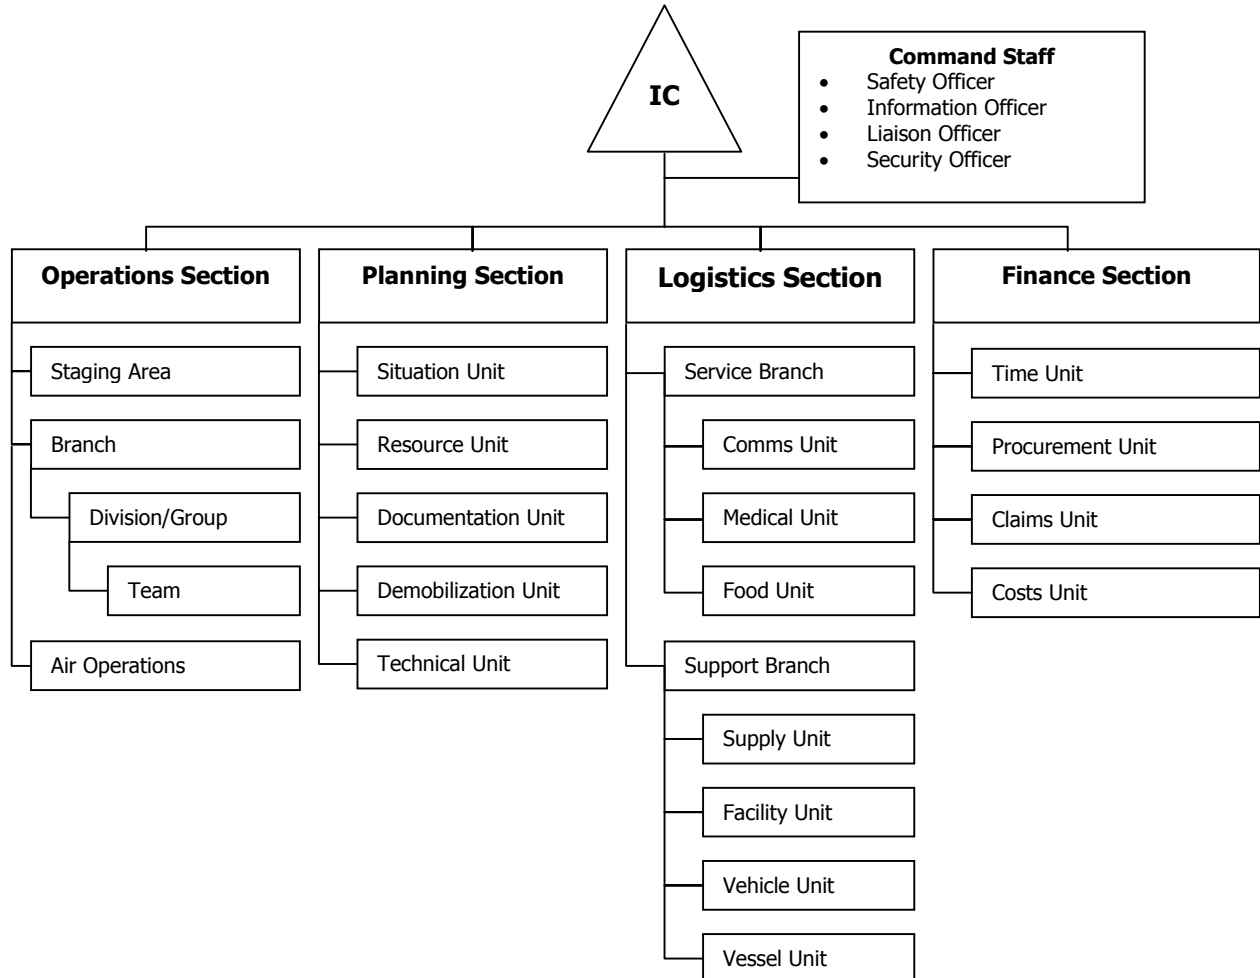 IC
Command Staff
• Safety Officer
• Information Officer
• Liaison Officer
• Security Officer
Operations Section
Staging Area
Branch
Division/Group
Team
Air Operations
Planning Section
Situation Unit
Resource Unit
Documentation Unit
Demobilization Unit
Technical Unit
Logistics Section
Service Branch
Comms Unit
Medical Unit
Food Unit
Support Branch
Supply Unit
Facility Unit
Vehicle Unit
Vessel Unit
Finance Section
Time Unit
Procurement Unit
Claims Unit
Costs Unit